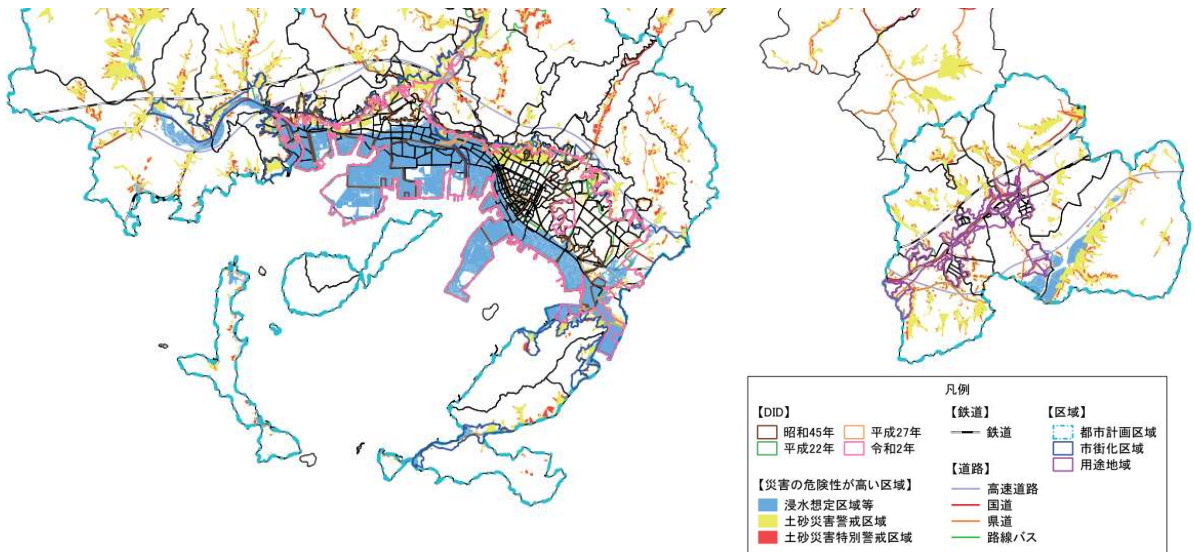 凡例
【DID】
昭和45年
平成27年
平成22年
令和2年
【災害の危険性が高い区域】
浸水想定区域等
土砂災害警戒区域
土砂災害特別警戒区域
【鉄道】
鉄道
【道路】
高速道路
国道
県道
路線バス
【区域】
都市計画区域
市街化区域
用途地域